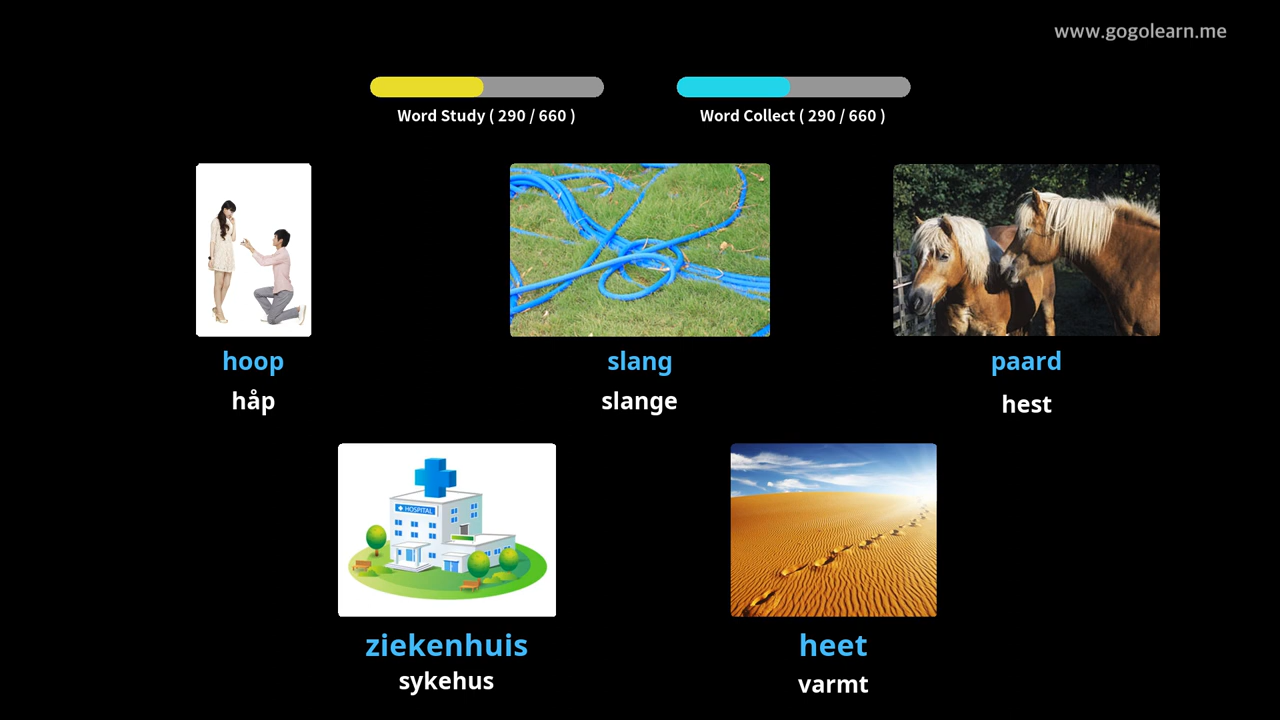 www.gogolearn.me
Word Study ( 290 / 660 )
Word Collect ( 290 / 660 )
hoop
håp
slang
slange
paard
hest
HOSPITAL
ziekenhuis
sykehus
heet
varmt